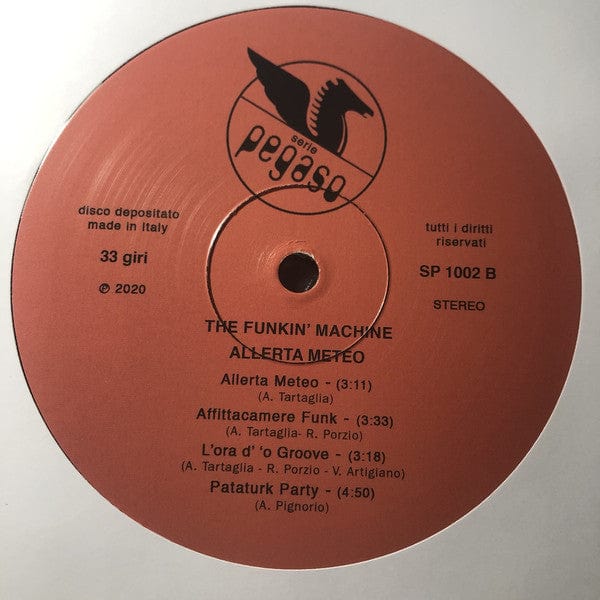 serie
pegaso
disco depositato
made in Italy
33 giri
℗ 2020
tutti i diritti
riservati
SP 1002 B
STEREO
THE FUNKIN' MACHINE
ALLERTA METEO
Allerta Meteo - (3:11)
(A. Tartaglia)
Affittacamere Funk - (3:33)
(A. Tartaglia- R. Porzio)
L'ora d' 'o Groove - (3:18)
(A. Tartaglia - R. Porzio - V. Artigiano)
Pataturk Party - (4:50)
(A. Pignorio)